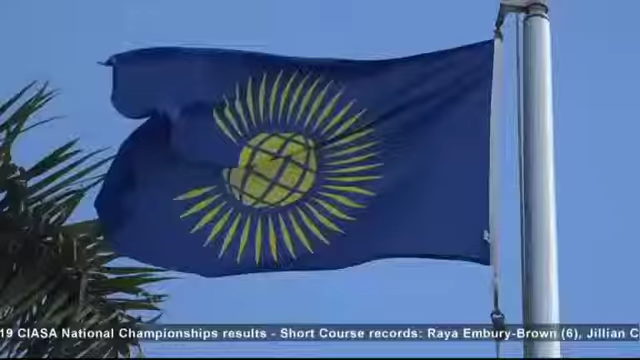 19 CIASA National Championships results - Short Course records: Raya Embury-Brown (6), Jillian C